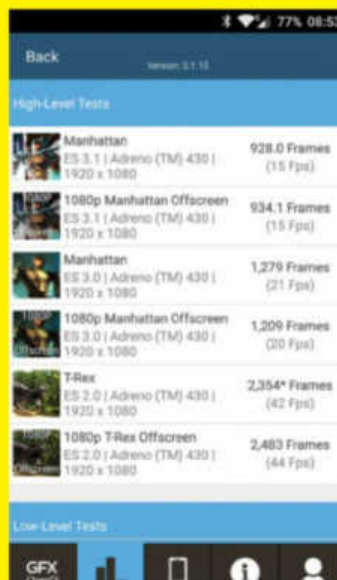 77% 08:53
Back
Version: 3.1.15
High-Level Tests
Manhattan
ES 3.1 | Adreno (TM) 430 |
1920 x 1080
928.0 Frames
(15 Fps)
1080p Manhattan Offscreen
ES 3.1 | Adreno (TM) 430 |
1920 x 1080
934.1 Frames
(15 Fps)
Manhattan
ES 3.0 | Adreno (TM) 430 |
1920 x 1080
1,279 Frames
(21 Fps)
1080p
Offscreen
1080p Manhattan Offscreen
ES 3.0 | Adreno (TM) 430 |
1920 x 1080
1,209 Frames
(20 Fps)
T-Rex
ES 2.0 | Adreno (TM) 430 |
1920 x 1080
2,354* Frames
(42 Fps)
1080p
Offscreen
1080p T-Rex Offscreen
ES 2.0 | Adreno (TM) 430 |
1920 x 1080
2,483 Frames
(44 Fps)
Low-Level Tests
GFX